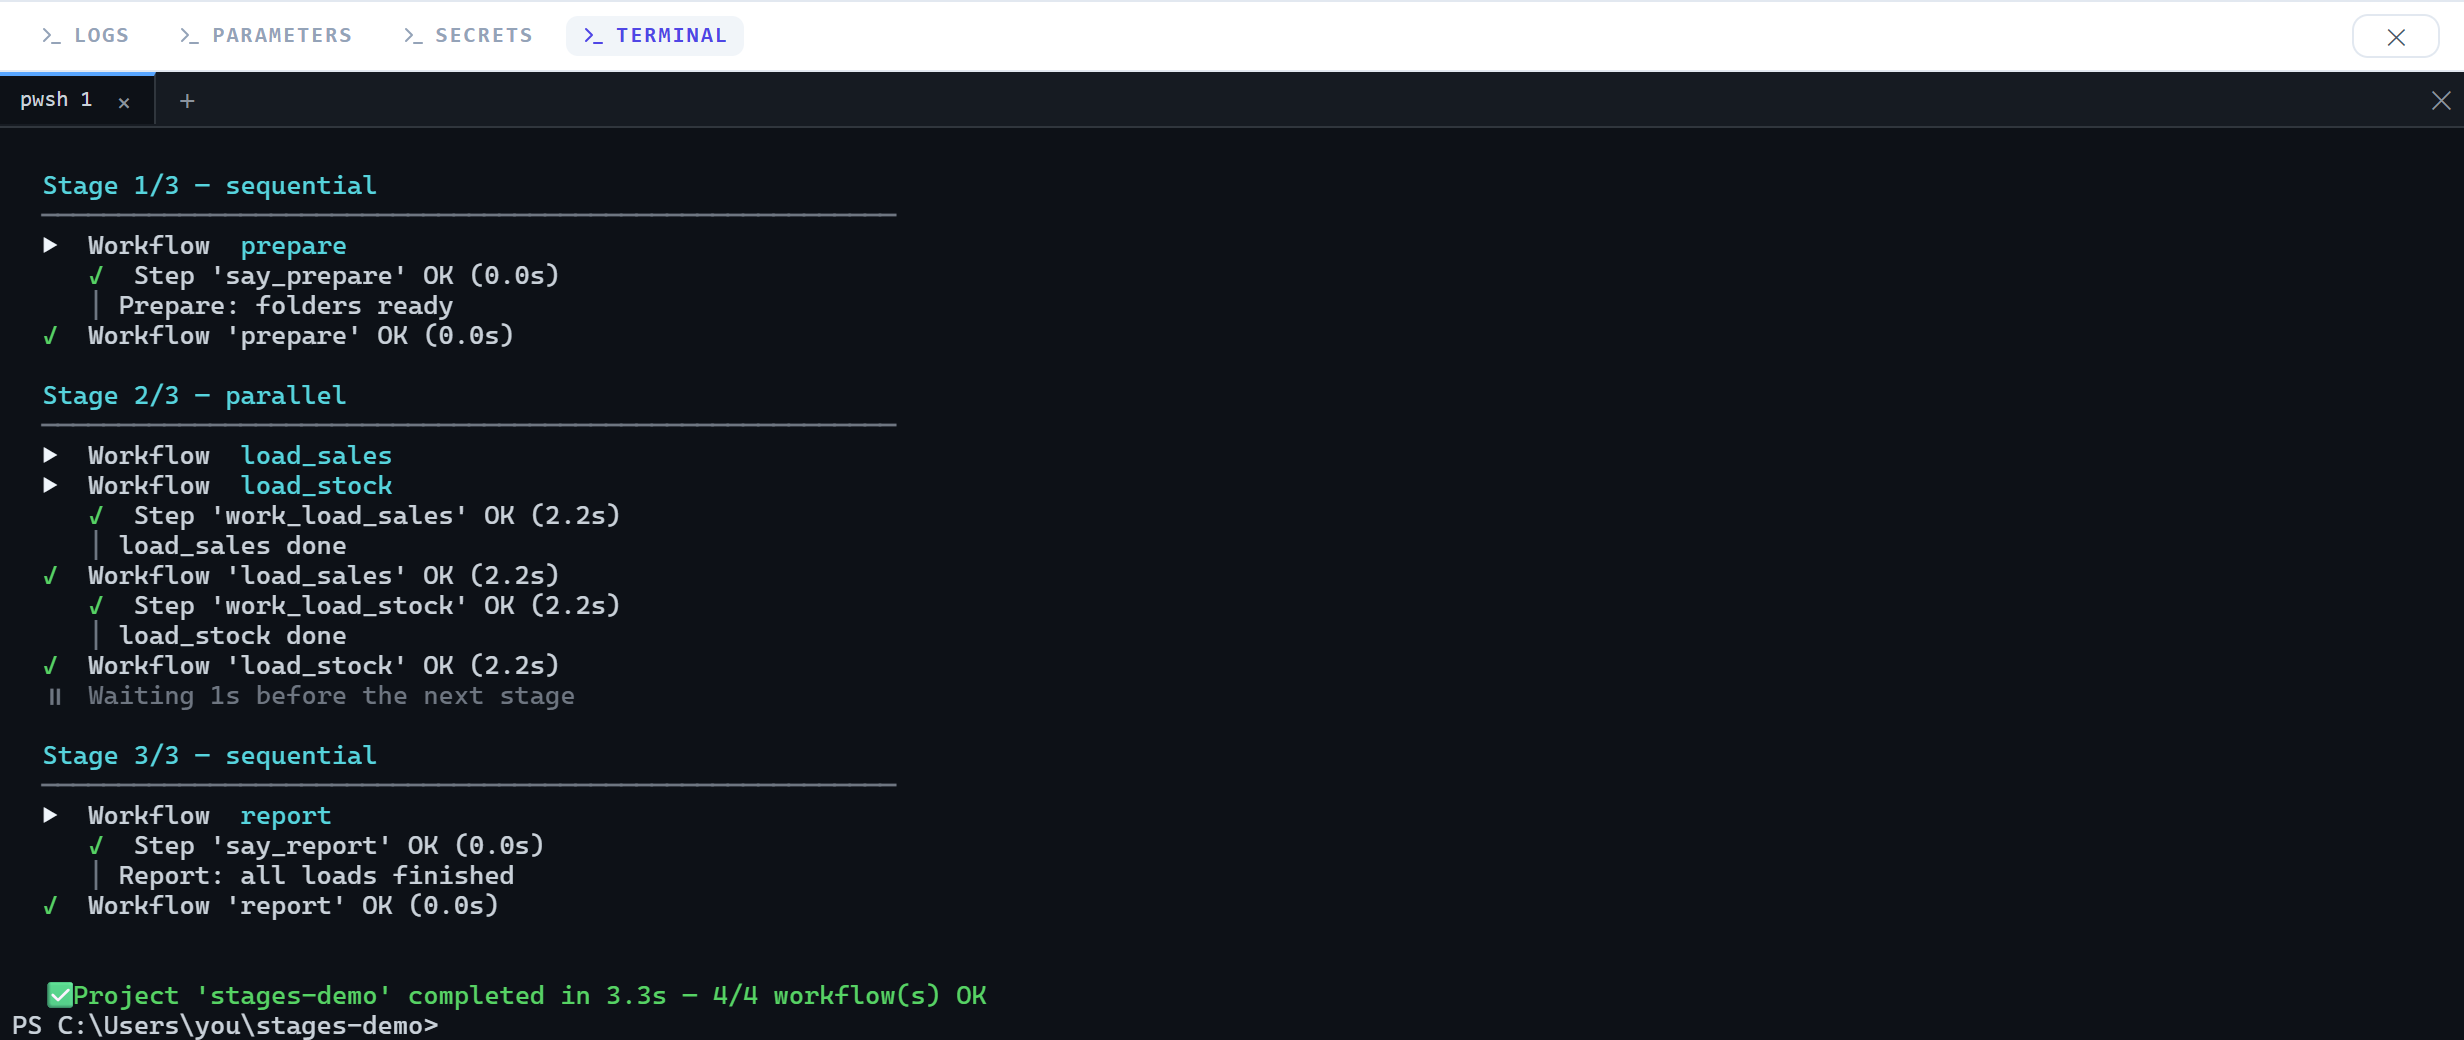 >_ LOGS >_ PARAMETERS >_ SECRETS >_ TERMINAL ×
pwsh 1 × + ×
Stage 1/3 — sequential
▶ Workflow prepare
√ Step 'say_prepare' OK (0.0s)
│ Prepare: folders ready
√ Workflow 'prepare' OK (0.0s)
Stage 2/3 — parallel
▶ Workflow load_sales
▶ Workflow load_stock
√ Step 'work_load_sales' OK (2.2s)
│ load_sales done
√ Workflow 'load_sales' OK (2.2s)
√ Step 'work_load_stock' OK (2.2s)
│ load_stock done
√ Workflow 'load_stock' OK (2.2s)
⏸ Waiting 1s before the next stage
Stage 3/3 — sequential
▶ Workflow report
√ Step 'say_report' OK (0.0s)
│ Report: all loads finished
√ Workflow 'report' OK (0.0s)
✅Project 'stages-demo' completed in 3.3s — 4/4 workflow(s) OK
PS C:\Users\you\stages-demo>